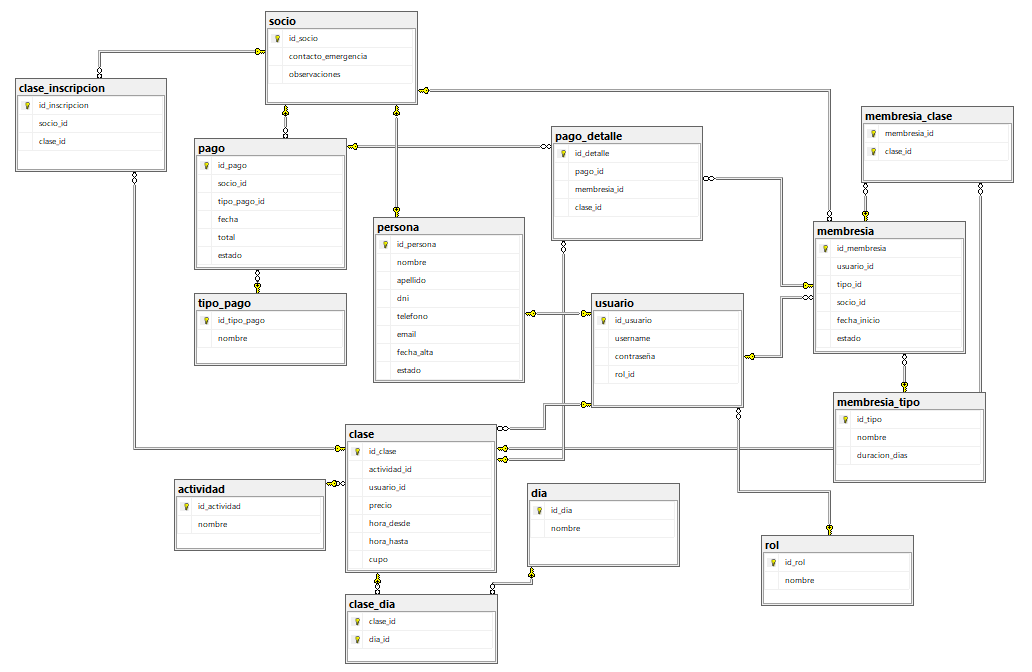 socio
id_socio
contacto_emergencia
observaciones
clase_inscripcion
id_inscripcion
socio_id
clase_id
pago
id_pago
socio_id
tipo_pago_id
fecha
total
estado
tipo_pago
id_tipo_pago
nombre
persona
id_persona
nombre
apellido
dni
telefono
email
fecha_alta
estado
pago_detalle
id_detalle
pago_id
membresia_id
clase_id
membresia_clase
membresia_id
clase_id
membresia
id_membresia
usuario_id
tipo_id
socio_id
fecha_inicio
estado
usuario
id_usuario
username
contraseña
rol_id
membresia_tipo
id_tipo
nombre
duracion_dias
clase
id_clase
actividad_id
usuario_id
precio
hora_desde
hora_hasta
cupo
actividad
id_actividad
nombre
dia
id_dia
nombre
rol
id_rol
nombre
clase_dia
clase_id
dia_id